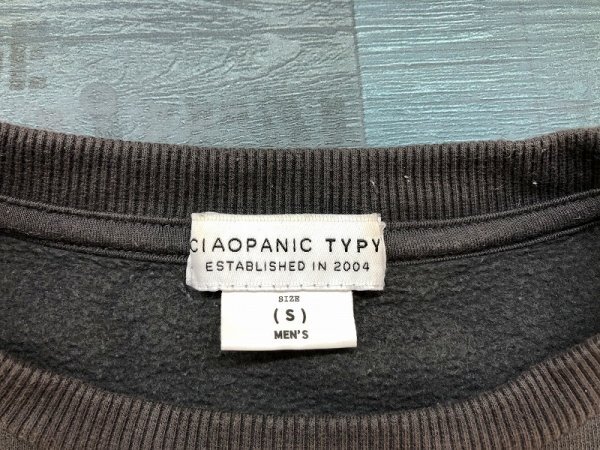 CIAOPANIC TYPY
ESTABLISHED IN 2004
SIZE
(S)
MEN'S